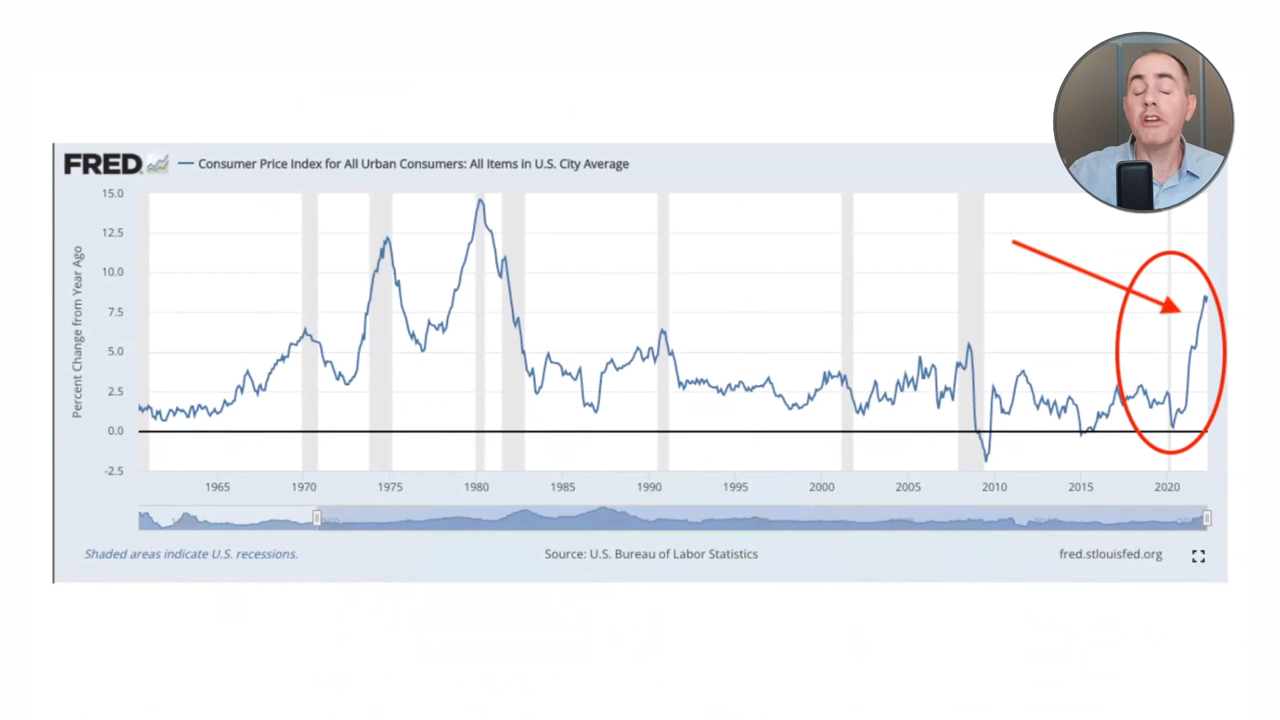 FRED
Consumer Price Index for All Urban Consumers: All Items in U.S. City Average
15.0
12.5
10.0
7.5
5.0
2.5
0.0
-2.5
Percent Change from Year Ago
1965 1970 1975 1980 1985 1990 1995 2000 2005 2010 2015 2020
Shaded areas indicate U.S. recessions.
Source: U.S. Bureau of Labor Statistics
fred.stlouisfed.org